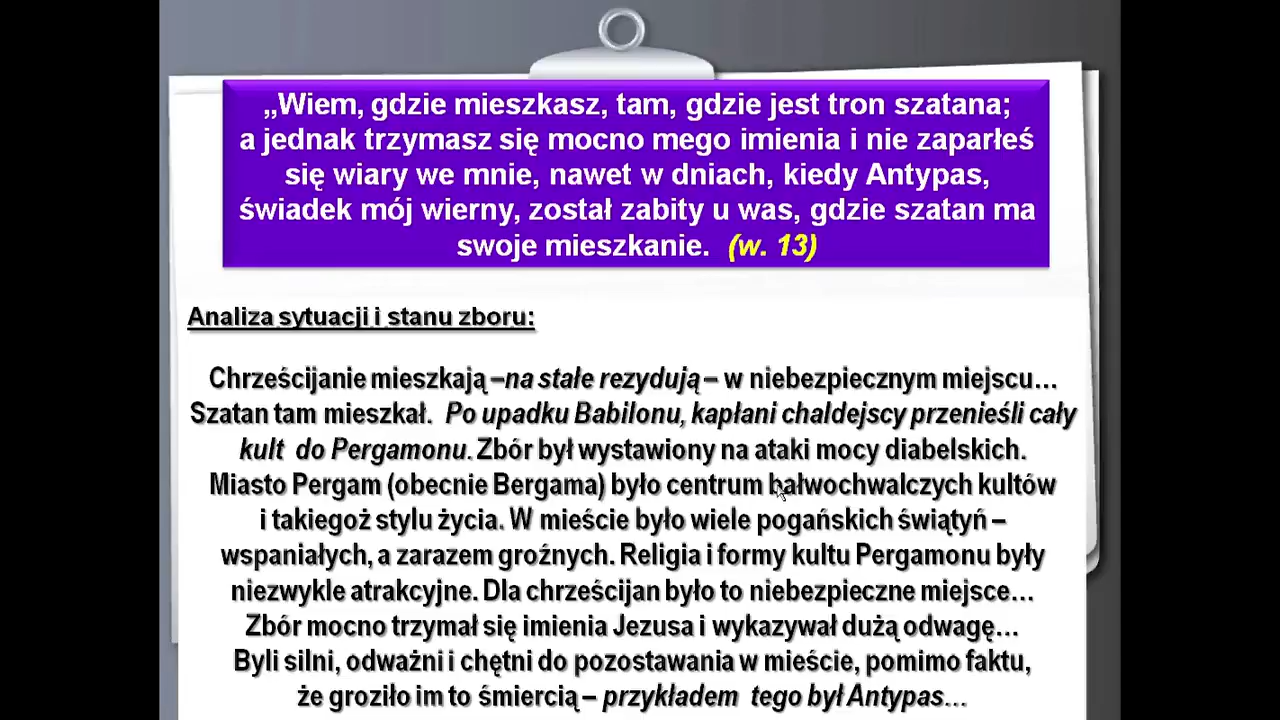 „Wiem, gdzie mieszkasz, tam, gdzie jest tron szatana;
a jednak trzymasz się mocno mego imienia i nie zaparłeś
się wiary we mnie, nawet w dniach, kiedy Antypas,
świadek mój wierny, został zabity u was, gdzie szatan ma
swoje mieszkanie. (w. 13)
Analiza sytuacji i stanu zboru:
Chrześcijanie mieszkają –na stałe rezydują – w niebezpiecznym miejscu…
Szatan tam mieszkał. Po upadku Babilonu, kapłani chaldejscy przenieśli cały
kult do Pergamonu. Zbór był wystawiony na ataki mocy diabelskich.
Miasto Pergam (obecnie Bergama) było centrum bałwochwalczych kultów
i takiegoż stylu życia. W mieście było wiele pogańskich świątyń –
wspaniałych, a zarazem groźnych. Religia i formy kultu Pergamonu były
niezwykle atrakcyjne. Dla chrześcijan było to niebezpieczne miejsce…
Zbór mocno trzymał się imienia Jezusa i wykazywał dużą odwagę…
Byli silni, odważni i chętni do pozostawania w mieście, pomimo faktu,
że groziło im to śmiercią – przykładem tego był Antypas…